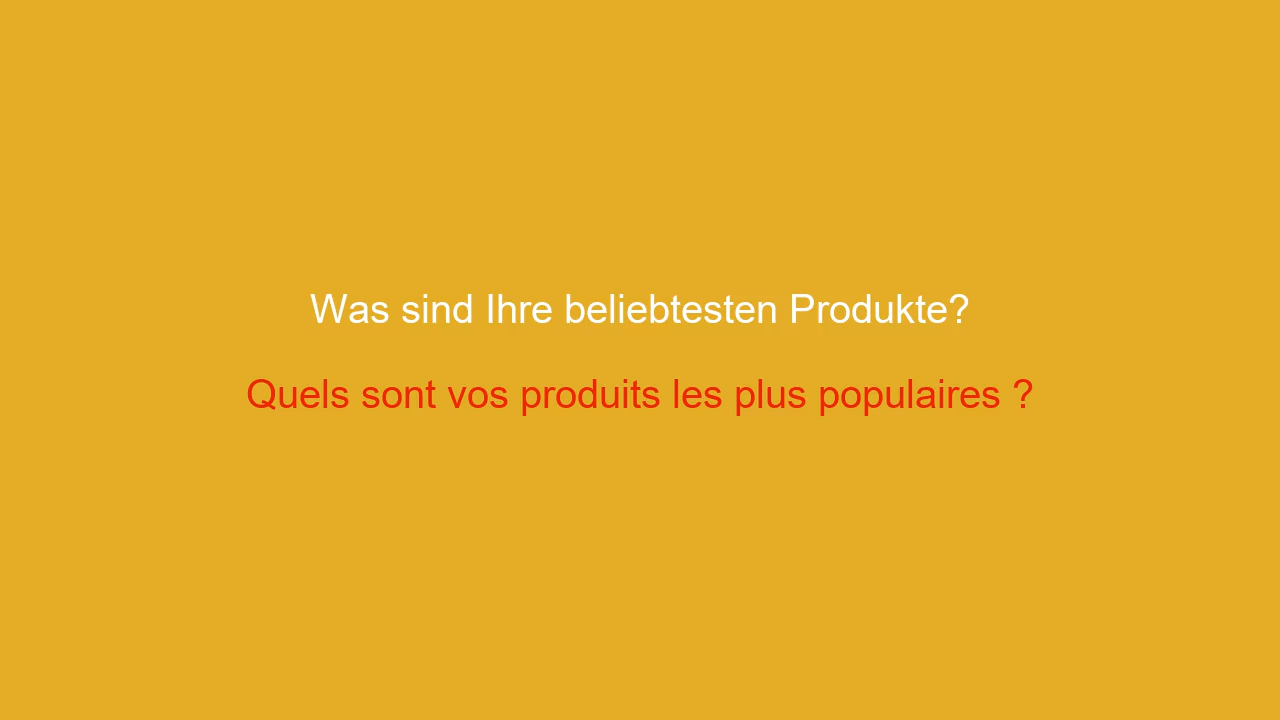 Was sind Ihre beliebtesten Produkte?
Quels sont vos produits les plus populaires ?